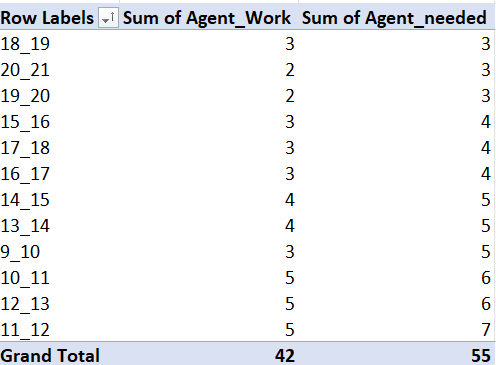 Row Labels Sum of Agent_Work Sum of Agent_needed
18_19 3 3
20_21 2 3
19_20 2 3
15_16 3 4
17_18 3 4
16_17 3 4
14_15 4 5
13_14 4 5
9_10 3 5
10_11 5 6
12_13 5 6
11_12 5 7
Grand Total 42 55